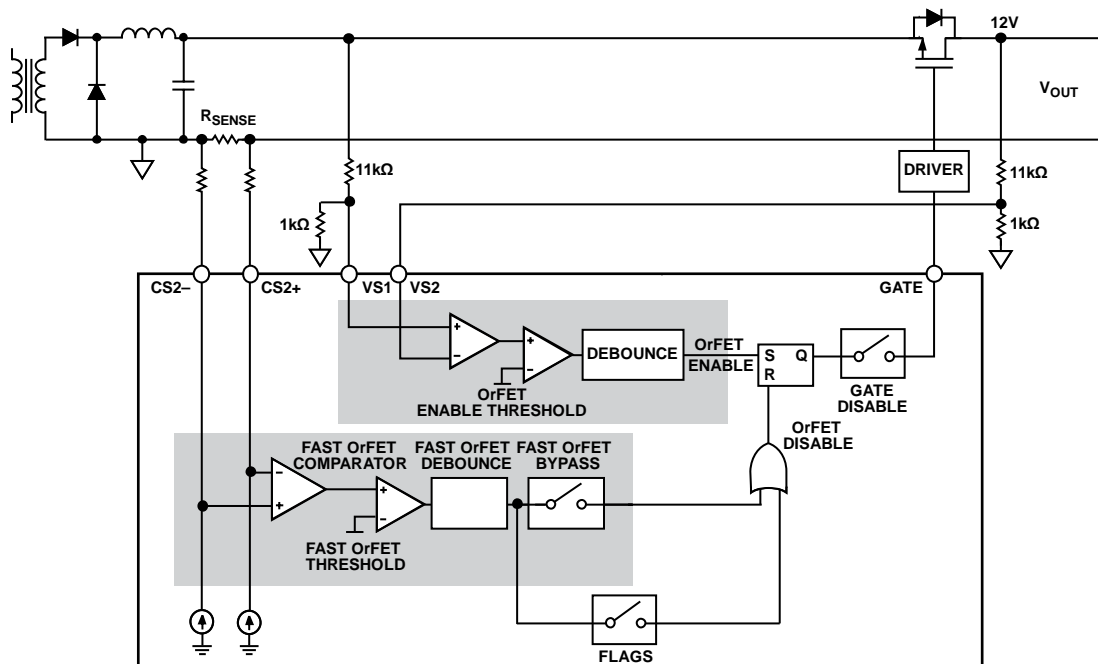 12V
VOUT
RSENSE
11kΩ
DRIVER
11kΩ
1kΩ
1kΩ
CS2–
CS2+
VS1
VS2
GATE
DEBOUNCE
OrFET
ENABLE
S
Q
R
OrFET
ENABLE THRESHOLD
GATE
DISABLE
OrFET
DISABLE
FAST OrFET
COMPARATOR
FAST OrFET
DEBOUNCE
FAST OrFET
BYPASS
FAST OrFET
THRESHOLD
FLAGS